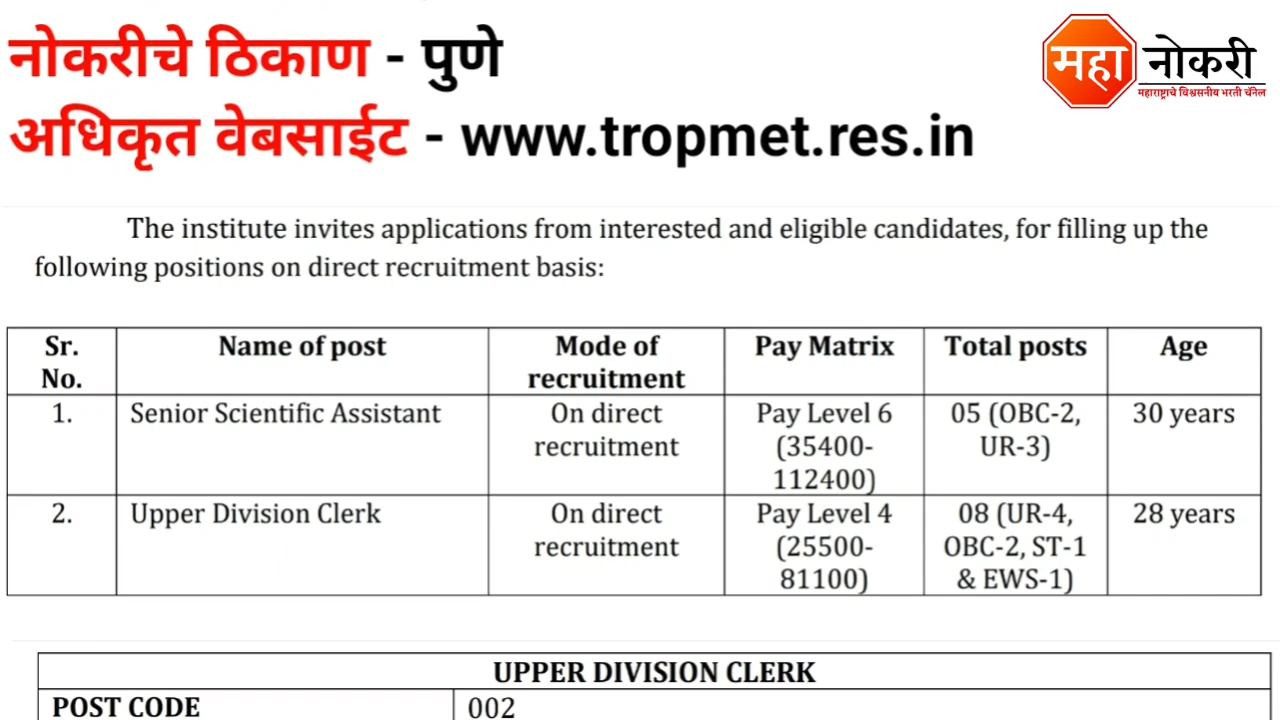 नोकरीचे ठिकाण - पुणे
अधिकृत वेबसाईट - www.tropmet.res.in
महा नोकरी
महाराष्ट्राचे विश्वसनीय भरती चॅनेल
The institute invites applications from interested and eligible candidates, for filling up the
following positions on direct recruitment basis:
Sr. No. Name of post Mode of recruitment Pay Matrix Total posts Age
1. Senior Scientific Assistant On direct recruitment Pay Level 6 (35400-112400) 05 (OBC-2, UR-3) 30 years
2. Upper Division Clerk On direct recruitment Pay Level 4 (25500-81100) 08 (UR-4, OBC-2, ST-1 & EWS-1) 28 years
UPPER DIVISION CLERK
POST CODE 002